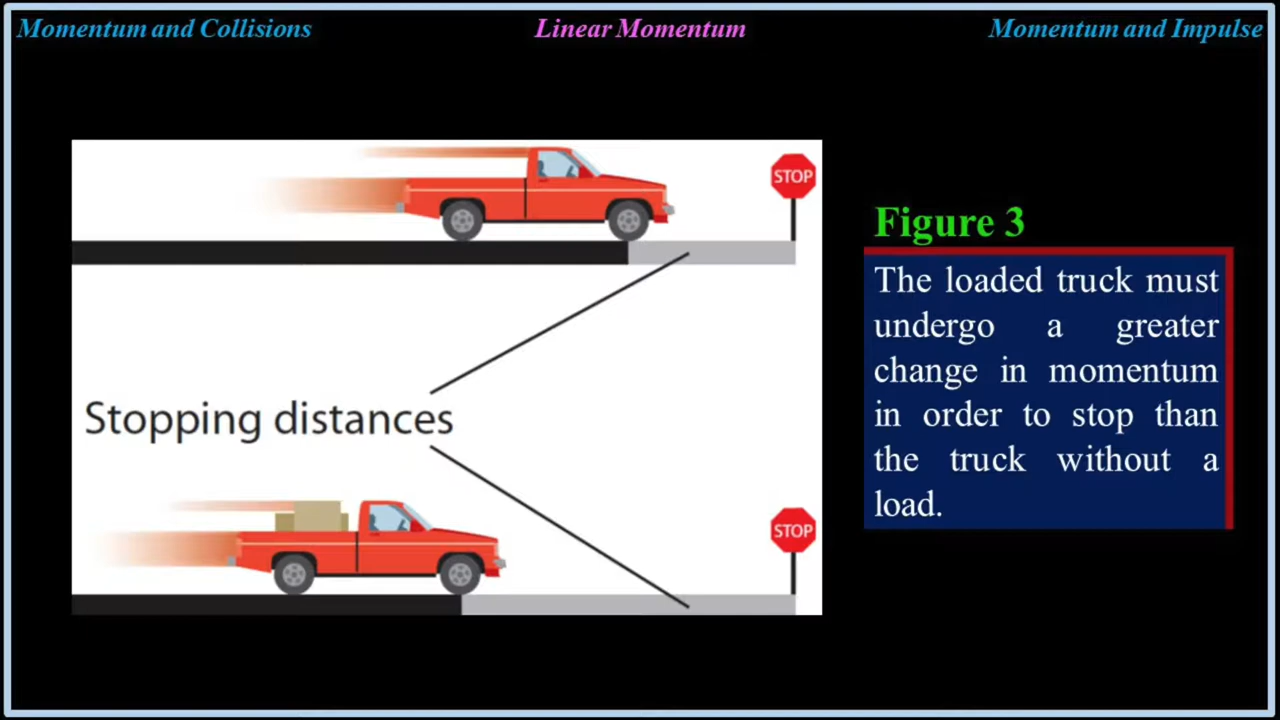 Momentum and Collisions
Linear Momentum
Momentum and Impulse
STOP
Stopping distances
STOP
Figure 3
The loaded truck must
undergo a greater
change in momentum
in order to stop than
the truck without a
load.